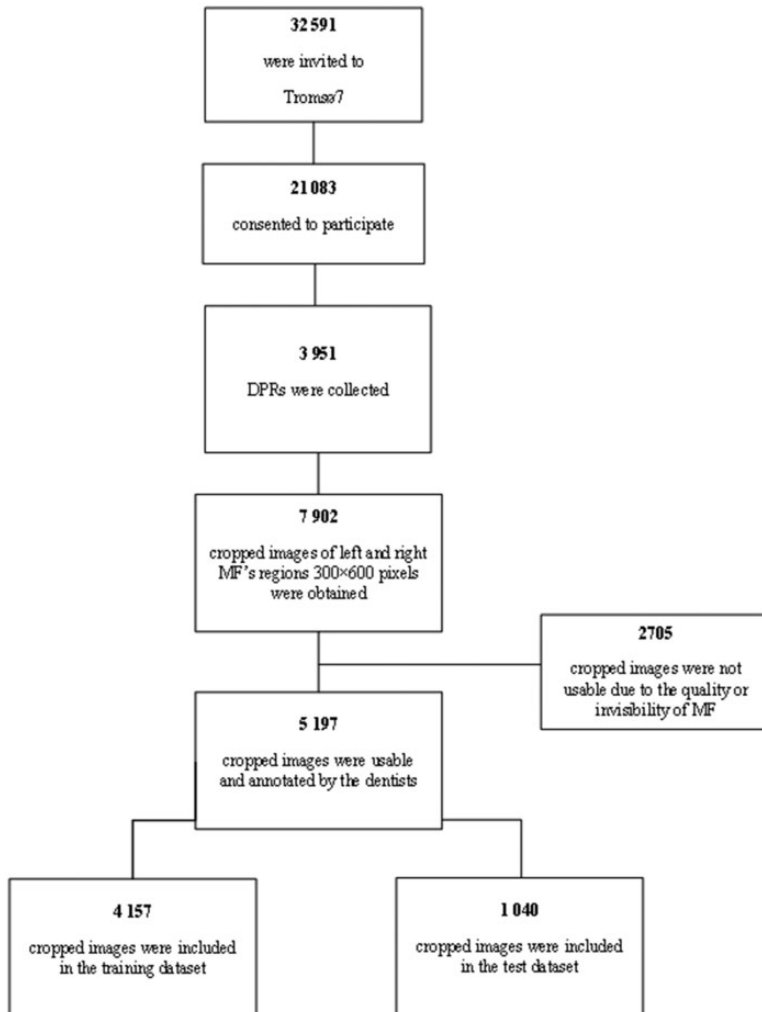 32 591
were invited to
Tromsø7
21 083
consented to participate
3 951
DPRs were collected
7 902
cropped images of left and right
MF's regions 300×600 pixels
were obtained
2705
cropped images were not
usable due to the quality or
invisibility of MF
5 197
cropped images were usable
and annotated by the dentists
4 157
cropped images were included
in the training dataset
1 040
cropped images were included
in the test dataset